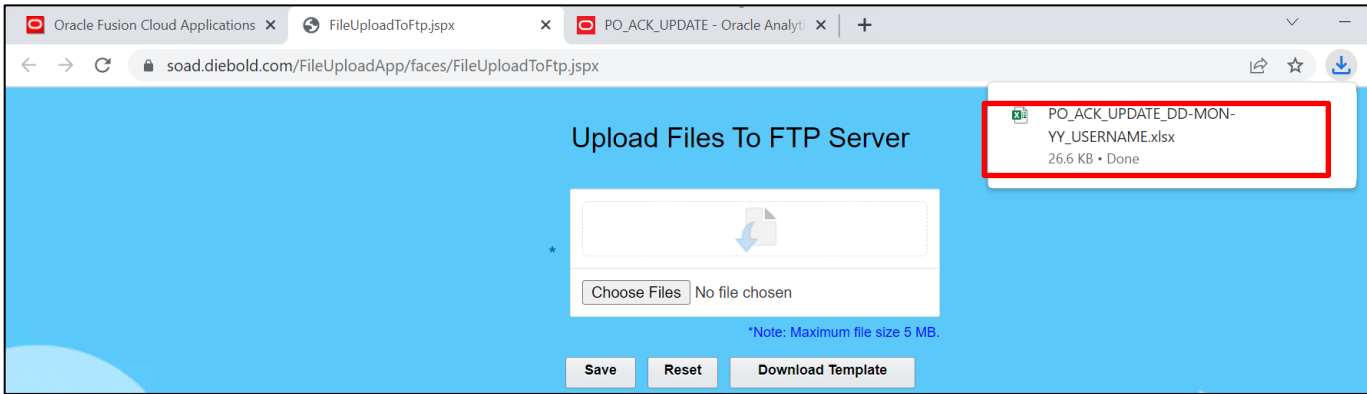 Oracle Fusion Cloud Applications
FileUploadToFtp.jspx
PO_ACK_UPDATE - Oracle Analyti
soad.diebold.com/FileUploadApp/faces/FileUploadToFtp.jspx
PO_ACK_UPDATE_DD-MON-
YY_USERNAME.xlsx
26.6 KB • Done
Upload Files To FTP Server
*
Choose Files No file chosen
*Note: Maximum file size 5 MB.
Save Reset Download Template